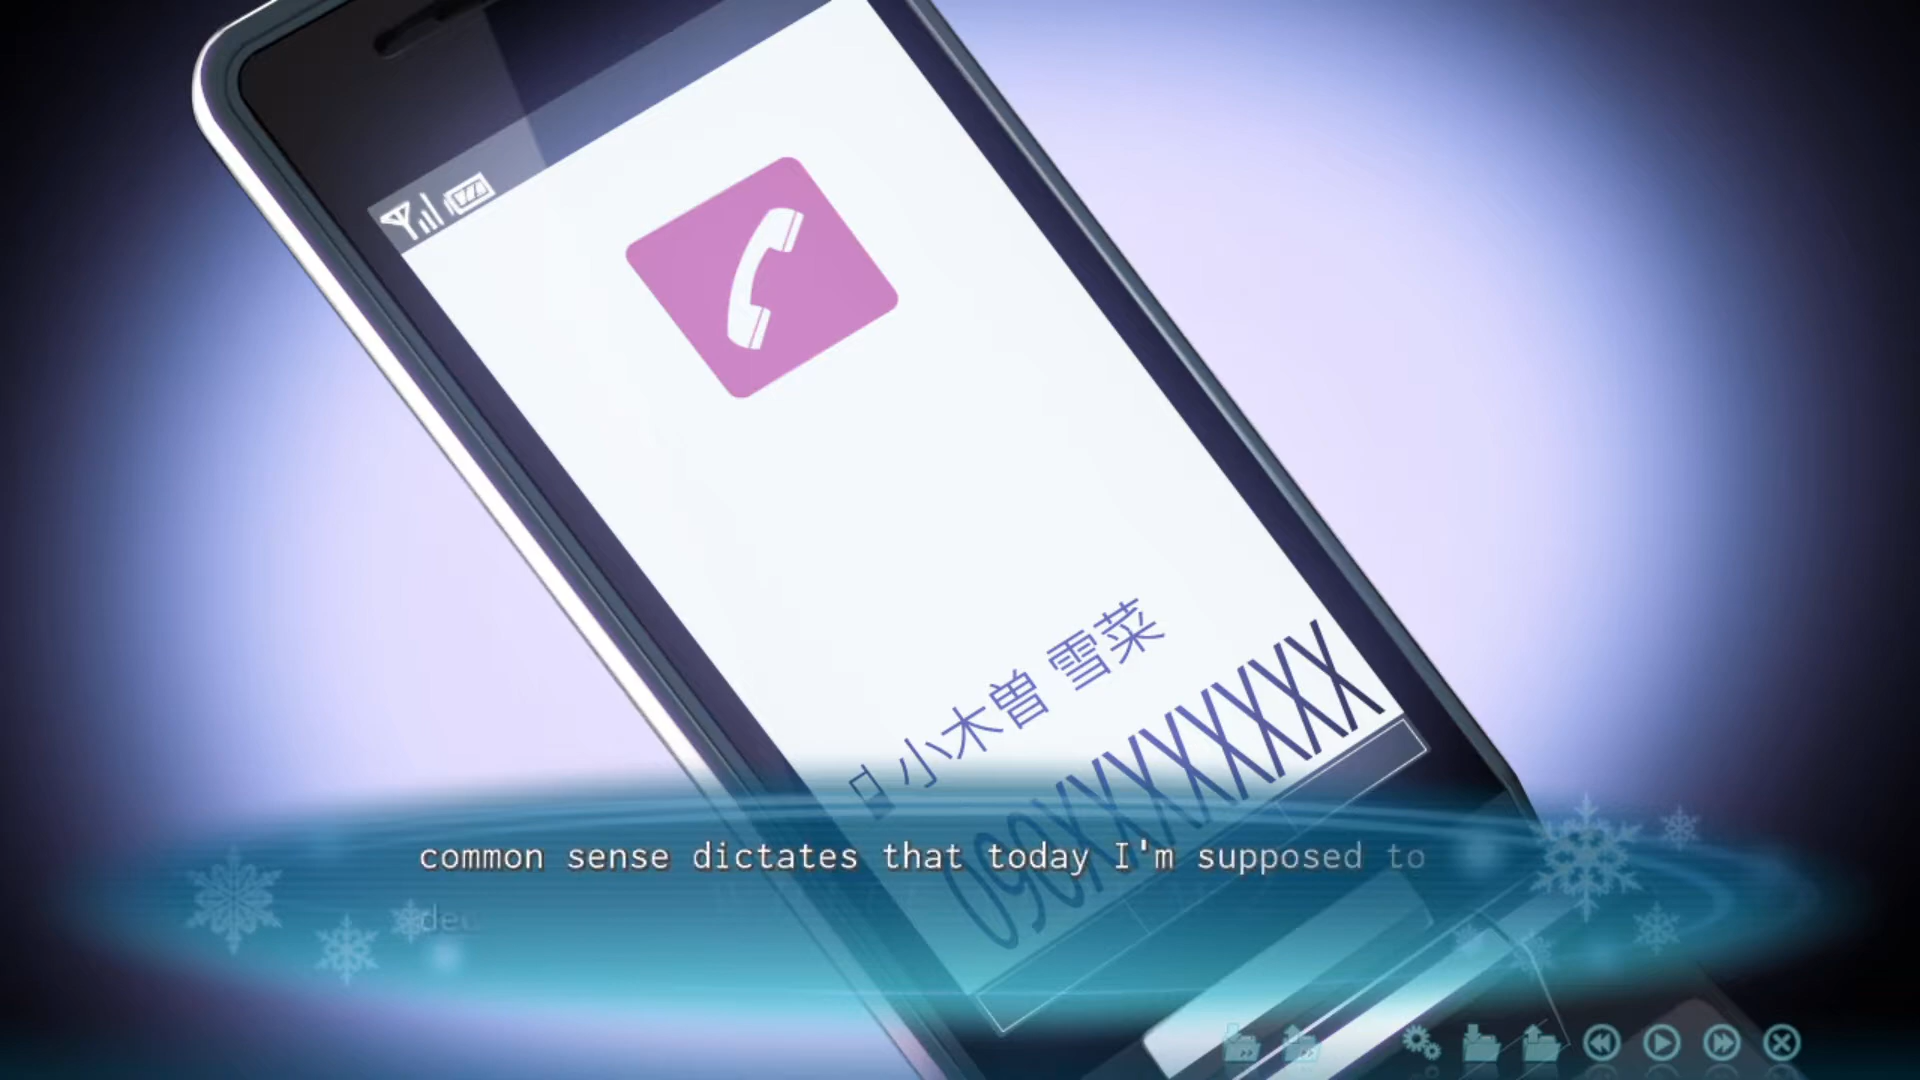 小木曽 雪菜
090XXXXXXXX
common sense dictates that today I'm supposed to